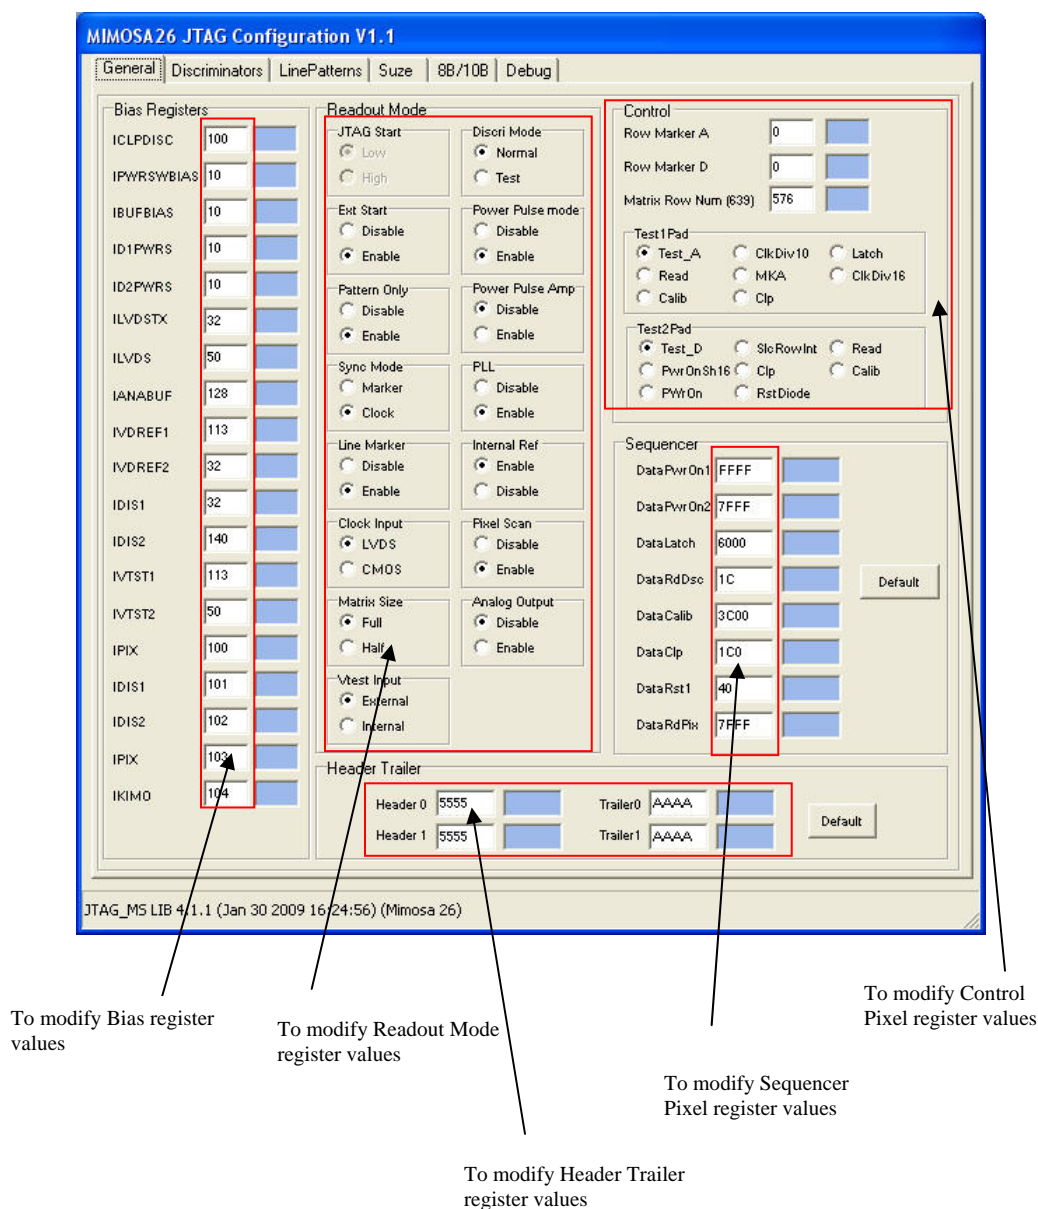 MIMOSA26 JTAG Configuration V1.1
General Discriminators LinePatterns Suze 8B/10B Debug
Bias Registers
ICLPDISC 100
IPWRSWBIAS 10
IBUFBIAS 10
ID1PWRS 10
ID2PWRS 10
ILVDSTX 32
ILVDS 50
IANABUF 128
IVDREF1 113
IVDREF2 32
IDIS1 32
IDIS2 140
IVTST1 113
IVTST2 50
IPIX 100
IDIS1 101
IDIS2 102
IPIX 103
IKIMO 104
Readout Mode
JTAG Start
Low
High
Discri Mode
Normal
Test
Ext Start
Disable
Enable
Power Pulse mode
Disable
Enable
Pattern Only
Disable
Enable
Power Pulse Amp
Disable
Enable
Sync Mode
Marker
Clock
PLL
Disable
Enable
Line Marker
Disable
Enable
Internal Ref
Enable
Disable
Clock Input
LVDS
CMOS
Pixel Scan
Disable
Enable
Matrix Size
Full
Half
Analog Output
Disable
Enable
Vtest Input
External
Internal
Control
Row Marker A 0
Row Marker D 0
Matrix Row Num (639) 576
Test1Pad
Test_A ClkDiv10 Latch
Read MKA ClkDiv16
Calib Clp
Test2Pad
Test_D SlcRowInt Read
PwrOnSh16 Clp Calib
PWrOn RstDiode
Sequencer
DataPwrOn1 FFFF
DataPwrOn2 7FFF
DataLatch 6000
DataRdDsc 1C
Default
DataCalib 3C00
DataClp 1C0
DataRst1 40
DataRdPix 7FFF
Header Trailer
Header 0 5555 Trailer0 AAAA
Header 1 5555 Trailer1 AAAA
Default
JTAG_MS LIB 4.1.1 (Jan 30 2009 16:24:56) (Mimosa 26)
To modify Bias register
values
To modify Readout Mode
register values
To modify Control
Pixel register values
To modify Sequencer
Pixel register values
To modify Header Trailer
register values